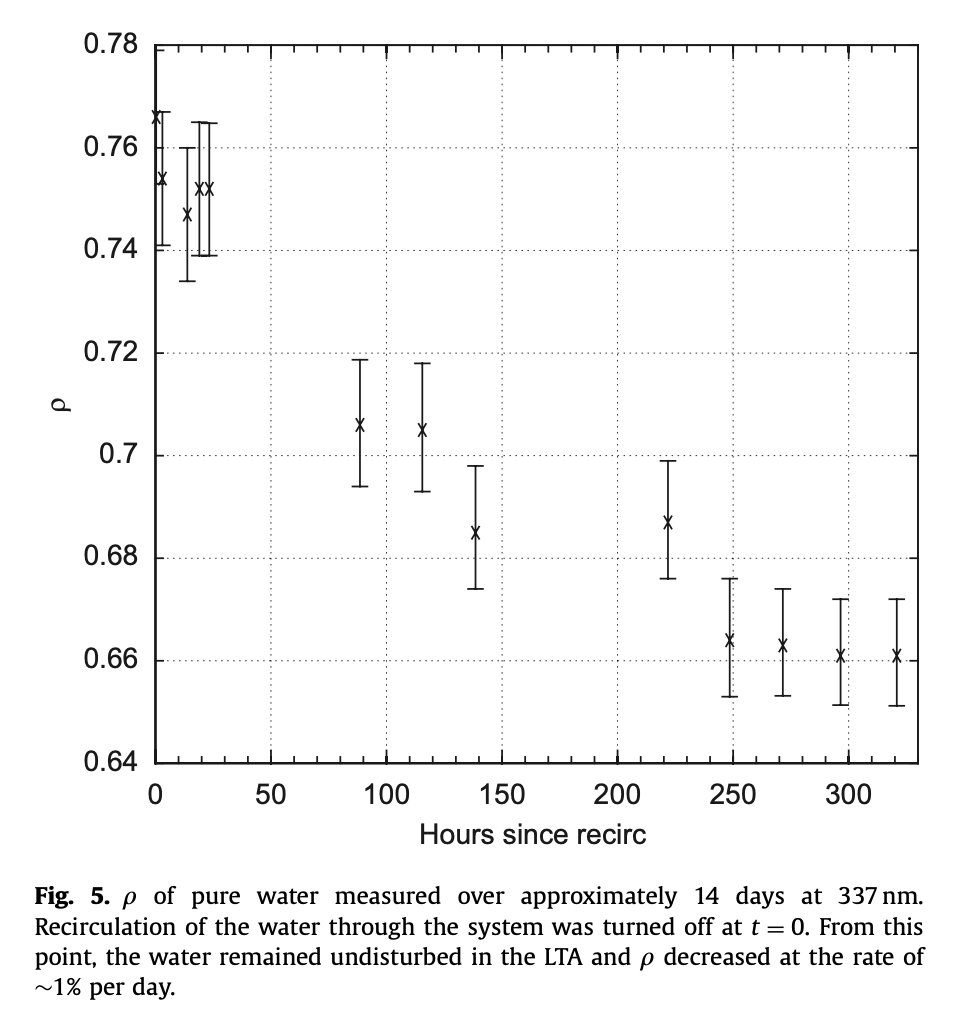 0.78
0.76
0.74
0.72
0.7
0.68
0.66
0.64
ρ
0 50 100 150 200 250 300
Hours since recirc
Fig. 5. ρ of pure water measured over approximately 14 days at 337 nm.
Recirculation of the water through the system was turned off at t = 0. From this
point, the water remained undisturbed in the LTA and ρ decreased at the rate of
~1% per day.